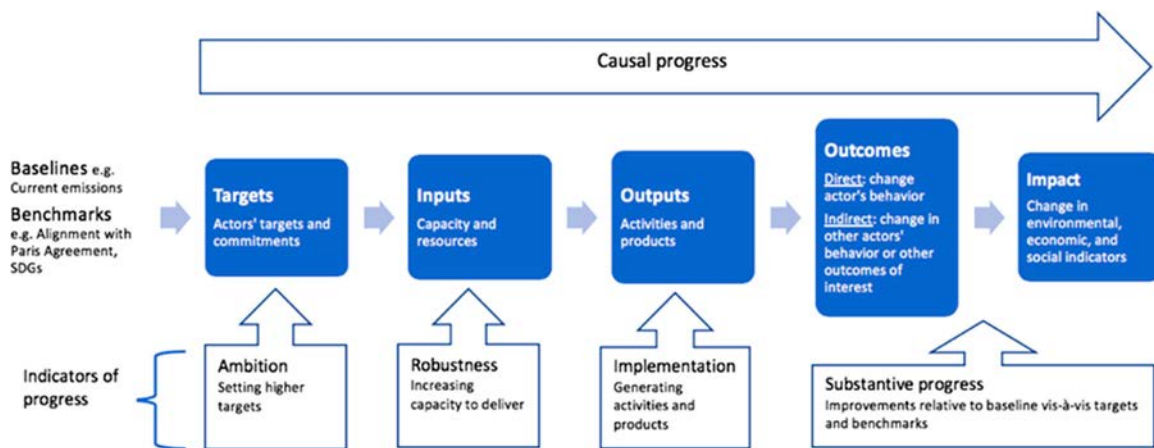 Causal progress
Baselines e.g.
Current emissions
Benchmarks
e.g. Alignment with
Paris Agreement,
SDGs
Targets
Actors' targets and
commitments
Inputs
Capacity and
resources
Outputs
Activities and
products
Outcomes
Direct: change
actor's behavior
Indirect: change in
other actors'
behavior or other
outcomes of
interest
Impact
Change in
environmental,
economic, and
social indicators
Indicators of
progress
Ambition
Setting higher
targets
Robustness
Increasing
capacity to deliver
Implementation
Generating
activities and
products
Substantive progress
Improvements relative to baseline vis-à-vis targets
and benchmarks